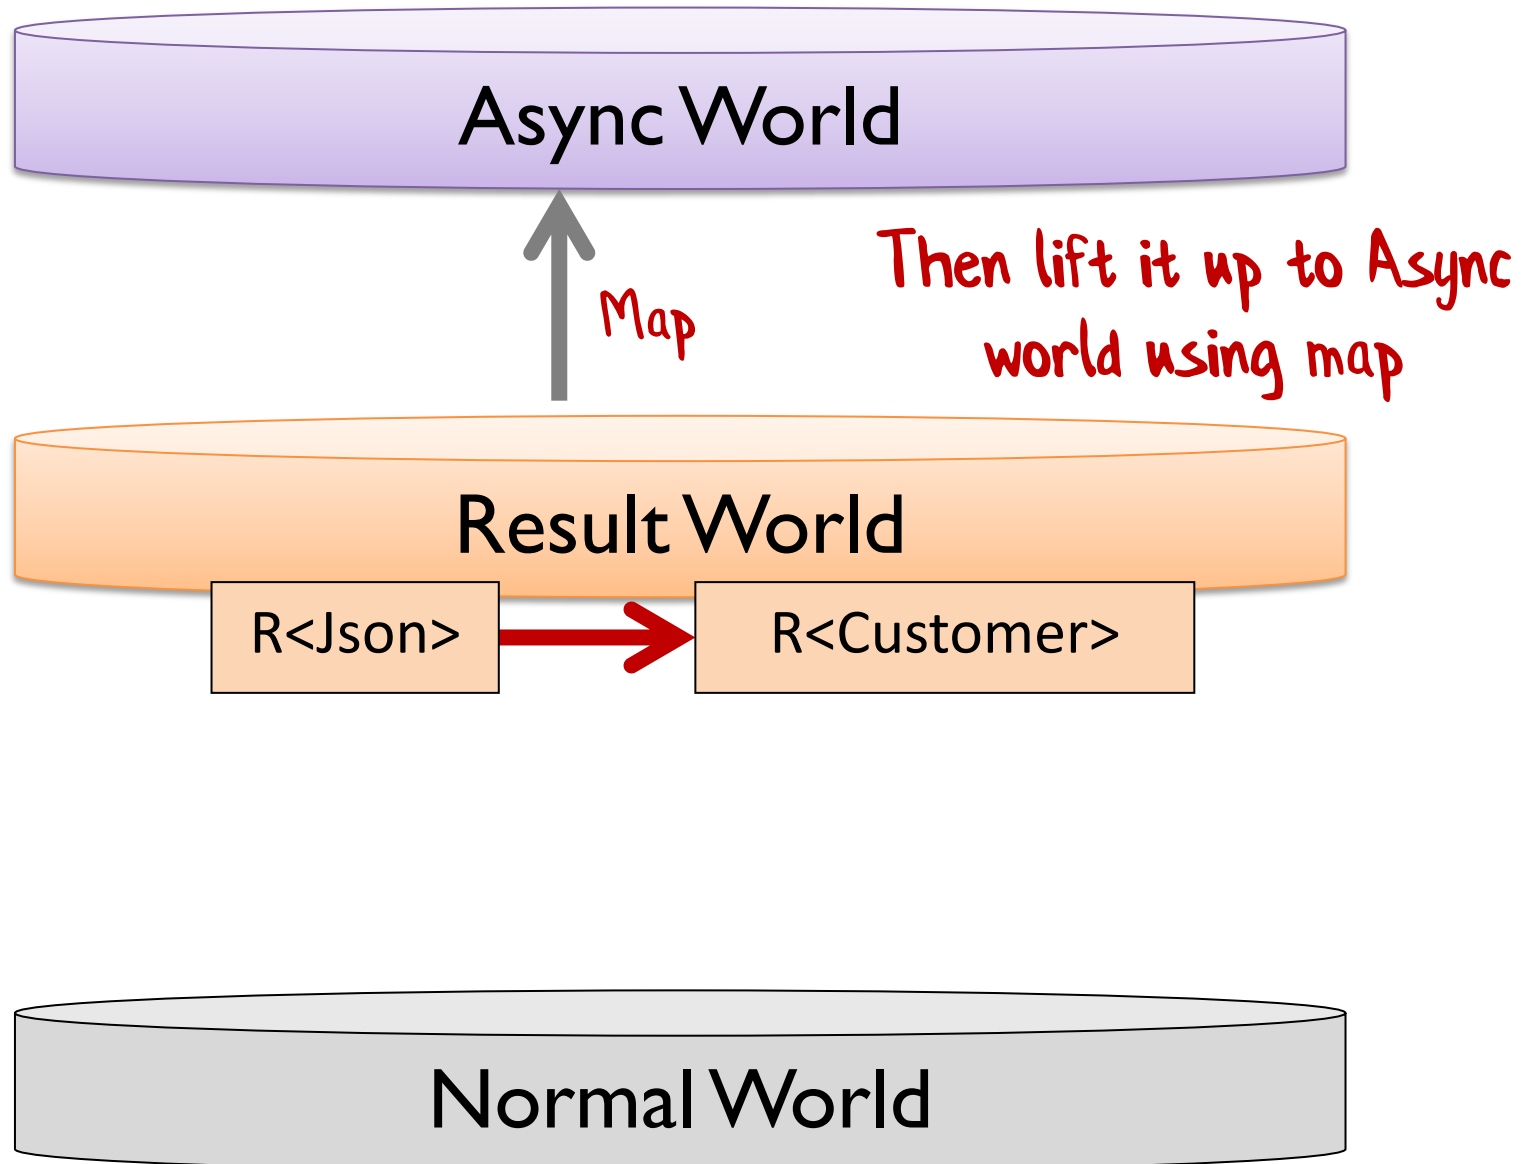 Async World
Then lift it up to Async
world using map
Map
Result World
R<Json>
R<Customer>
Normal World